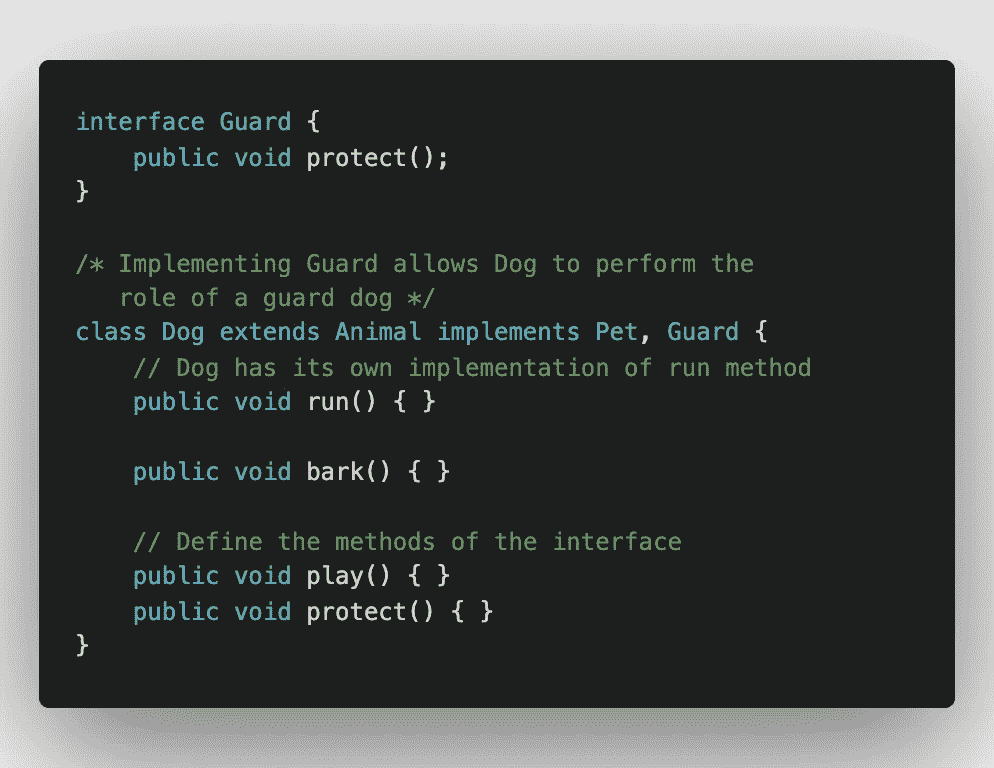 interface Guard {
    public void protect();
}

/* Implementing Guard allows Dog to perform the
   role of a guard dog */
class Dog extends Animal implements Pet, Guard {
    // Dog has its own implementation of run method
    public void run() { }

    public void bark() { }

    // Define the methods of the interface
    public void play() { }
    public void protect() { }
}